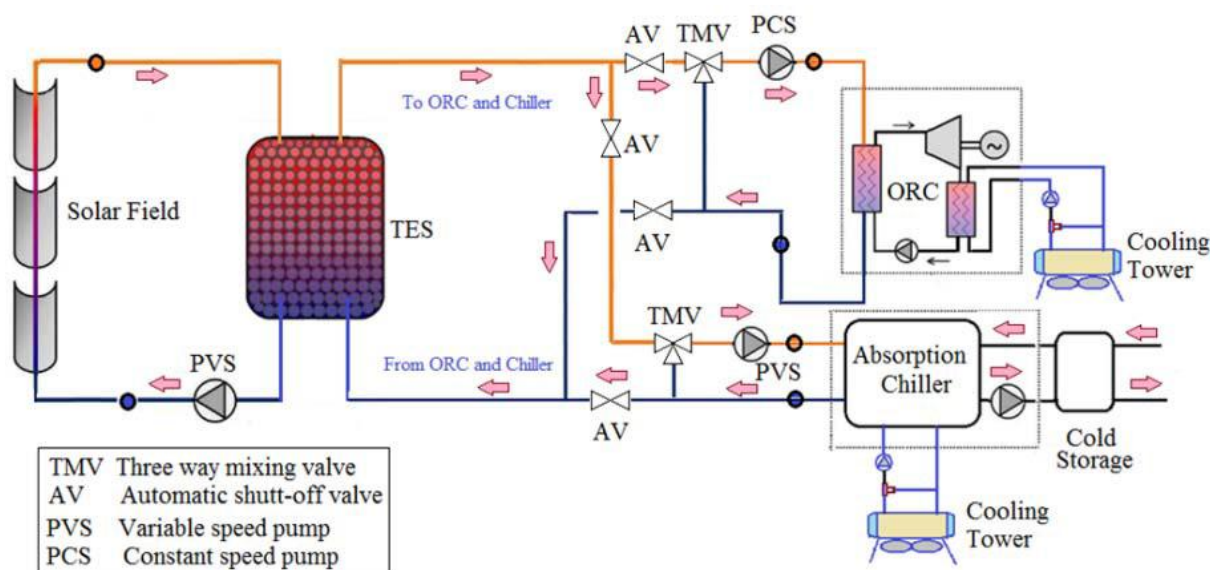 AV TMV PCS
To ORC and Chiller
AV
Solar Field
TES
AV
ORC
Cooling
Tower
TMV
PVS
From ORC and Chiller
PVS
AV
Absorption
Chiller
Cold
Storage
Cooling
Tower
TMV Three way mixing valve
AV Automatic shutt-off valve
PVS Variable speed pump
PCS Constant speed pump